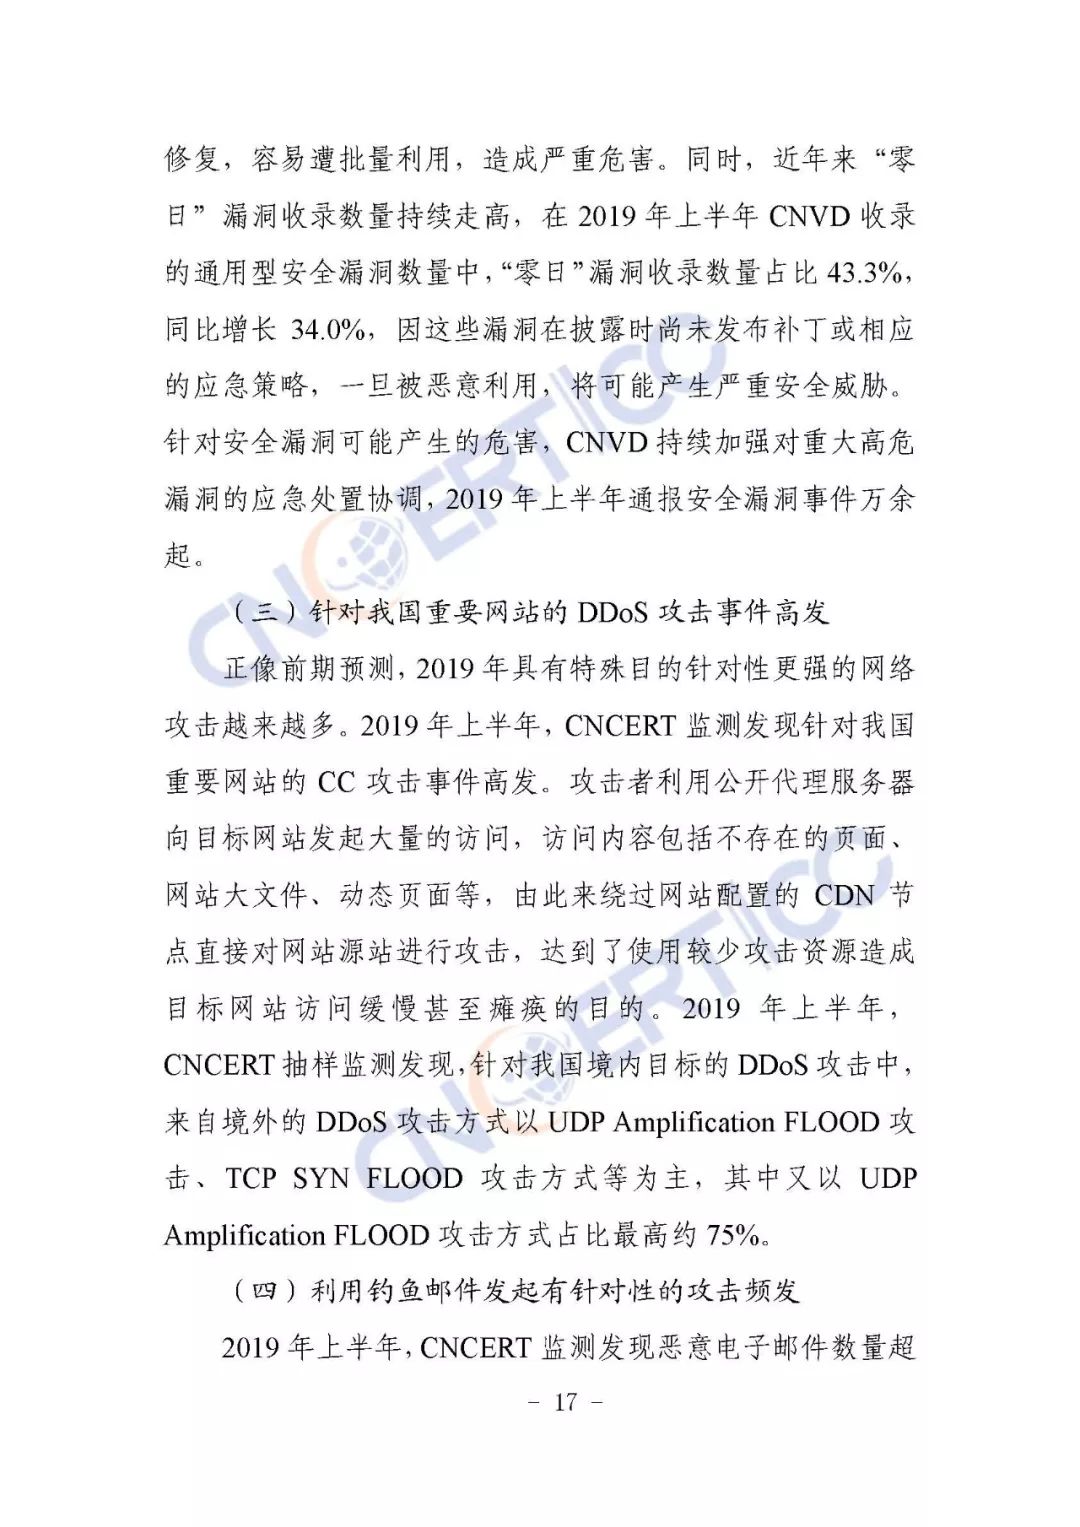 修复，容易遭批量利用，造成严重危害。同时，近年来“零
日”漏洞收录数量持续走高，在 2019 年上半年 CNVD 收录
的通用型安全漏洞数量中，“零日”漏洞收录数量占比 43.3%，
同比增长 34.0%，因这些漏洞在披露时尚未发布补丁或相应
的应急策略，一旦被恶意利用，将可能产生严重安全威胁。
针对安全漏洞可能产生的危害，CNVD 持续加强对重大高危
漏洞的应急处置协调，2019 年上半年通报安全漏洞事件万余
起。
（三）针对我国重要网站的 DDoS 攻击事件高发
正像前期预测，2019 年具有特殊目的针对性更强的网络
攻击越来越多。2019 年上半年，CNCERT 监测发现针对我国
重要网站的 CC 攻击事件高发。攻击者利用公开代理服务器
向目标网站发起大量的访问，访问内容包括不存在的页面、
网站大文件、动态页面等，由此来绕过网站配置的 CDN 节
点直接对网站源站进行攻击，达到了使用较少攻击资源造成
目标网站访问缓慢甚至瘫痪的目的。2019 年上半年，
CNCERT 抽样监测发现，针对我国境内目标的 DDoS 攻击中，
来自境外的 DDoS 攻击方式以 UDP Amplification FLOOD 攻
击、TCP SYN FLOOD 攻击方式等为主，其中又以 UDP
Amplification FLOOD 攻击方式占比最高约 75%。
（四）利用钓鱼邮件发起有针对性的攻击频发
2019 年上半年，CNCERT 监测发现恶意电子邮件数量超
- 17 -
CNCERT/CC
CNCERT/CC